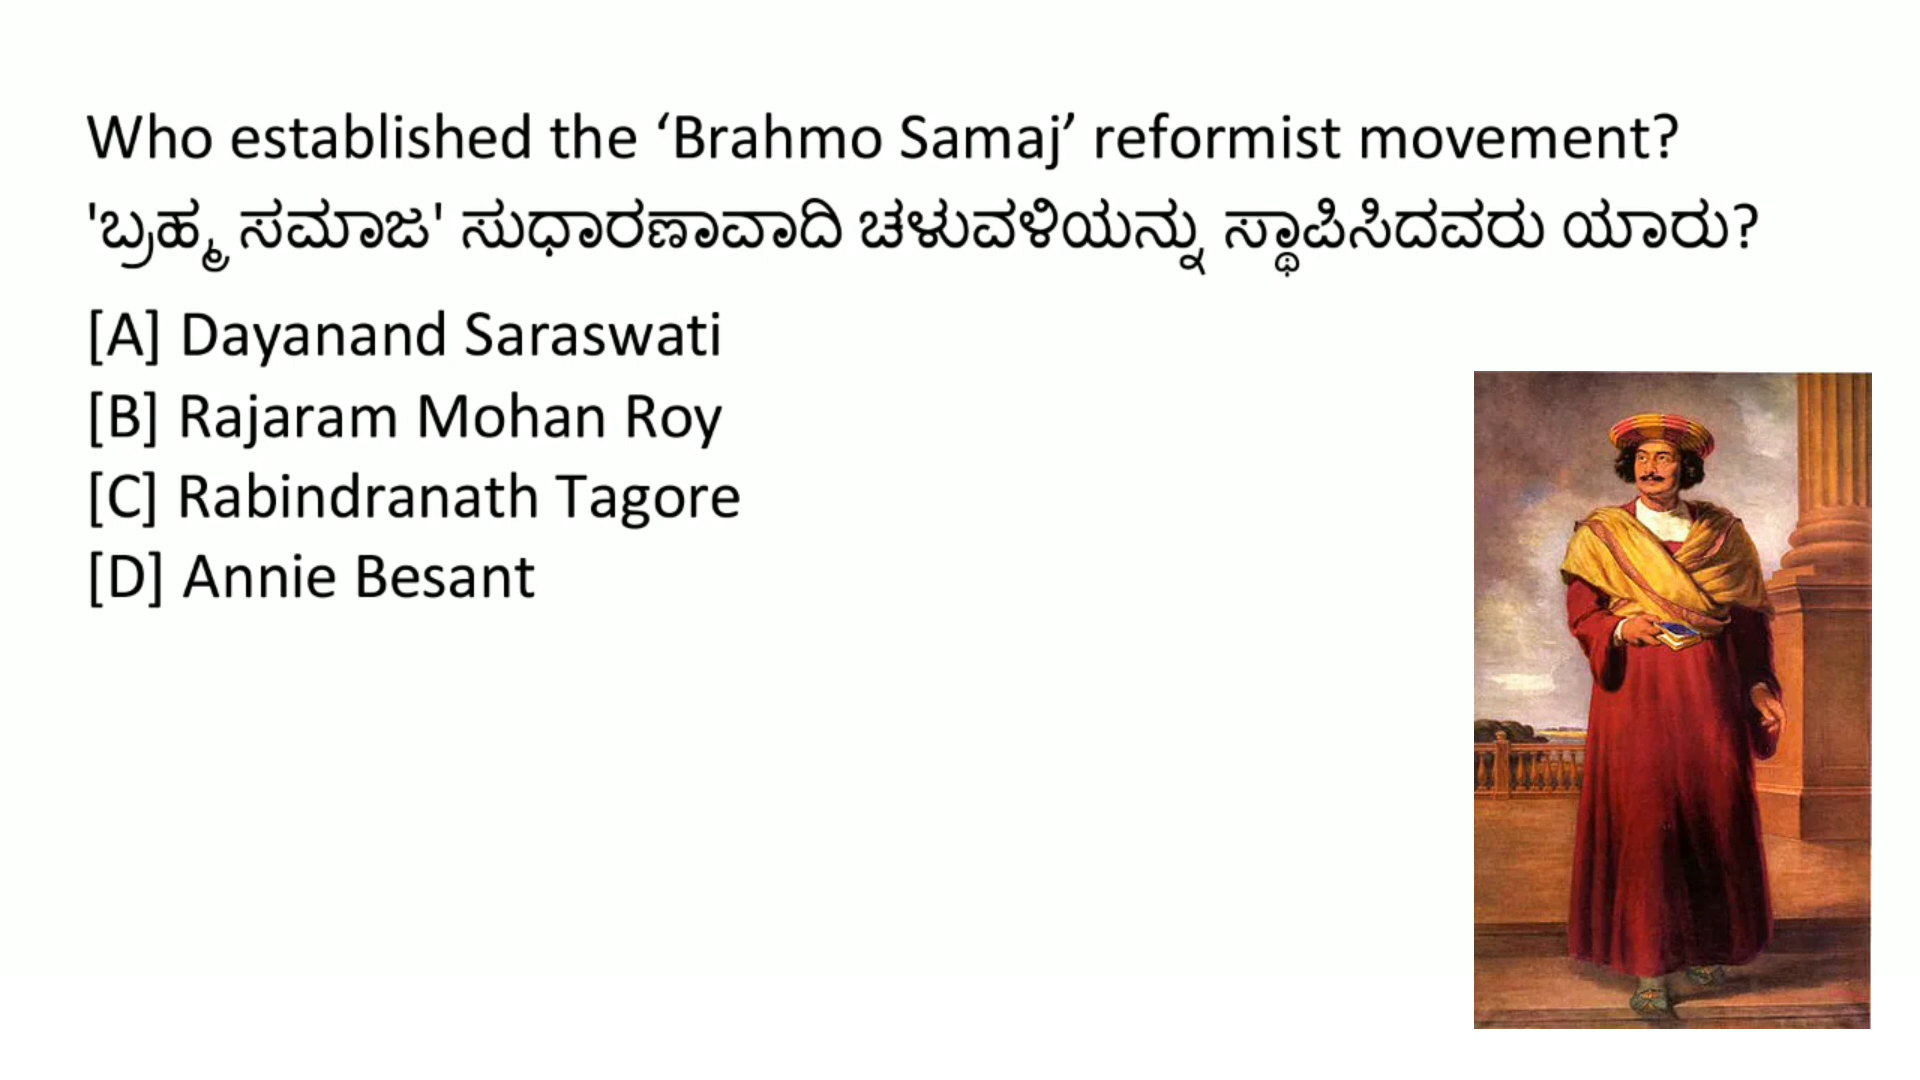 Who established the ‘Brahmo Samaj’ reformist movement?
'ಬ್ರಹ್ಮ ಸಮಾಜ' ಸುಧಾರಣಾವಾದಿ ಚಳುವಳಿಯನ್ನು ಸ್ಥಾಪಿಸಿದವರು ಯಾರು?
[A] Dayanand Saraswati
[B] Rajaram Mohan Roy
[C] Rabindranath Tagore
[D] Annie Besant